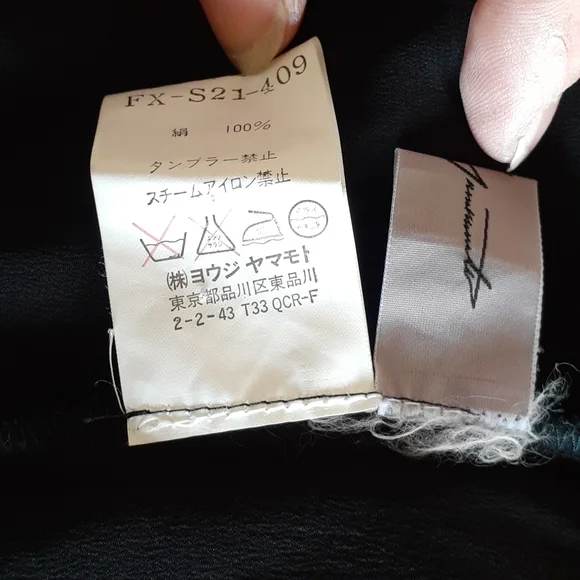 FX-S21-409
絹 100%
タンブラー禁止
スチームアイロン禁止
(株)ヨウジ ヤマモト
東京都品川区東品川
2-2-43 T33 QCR-F